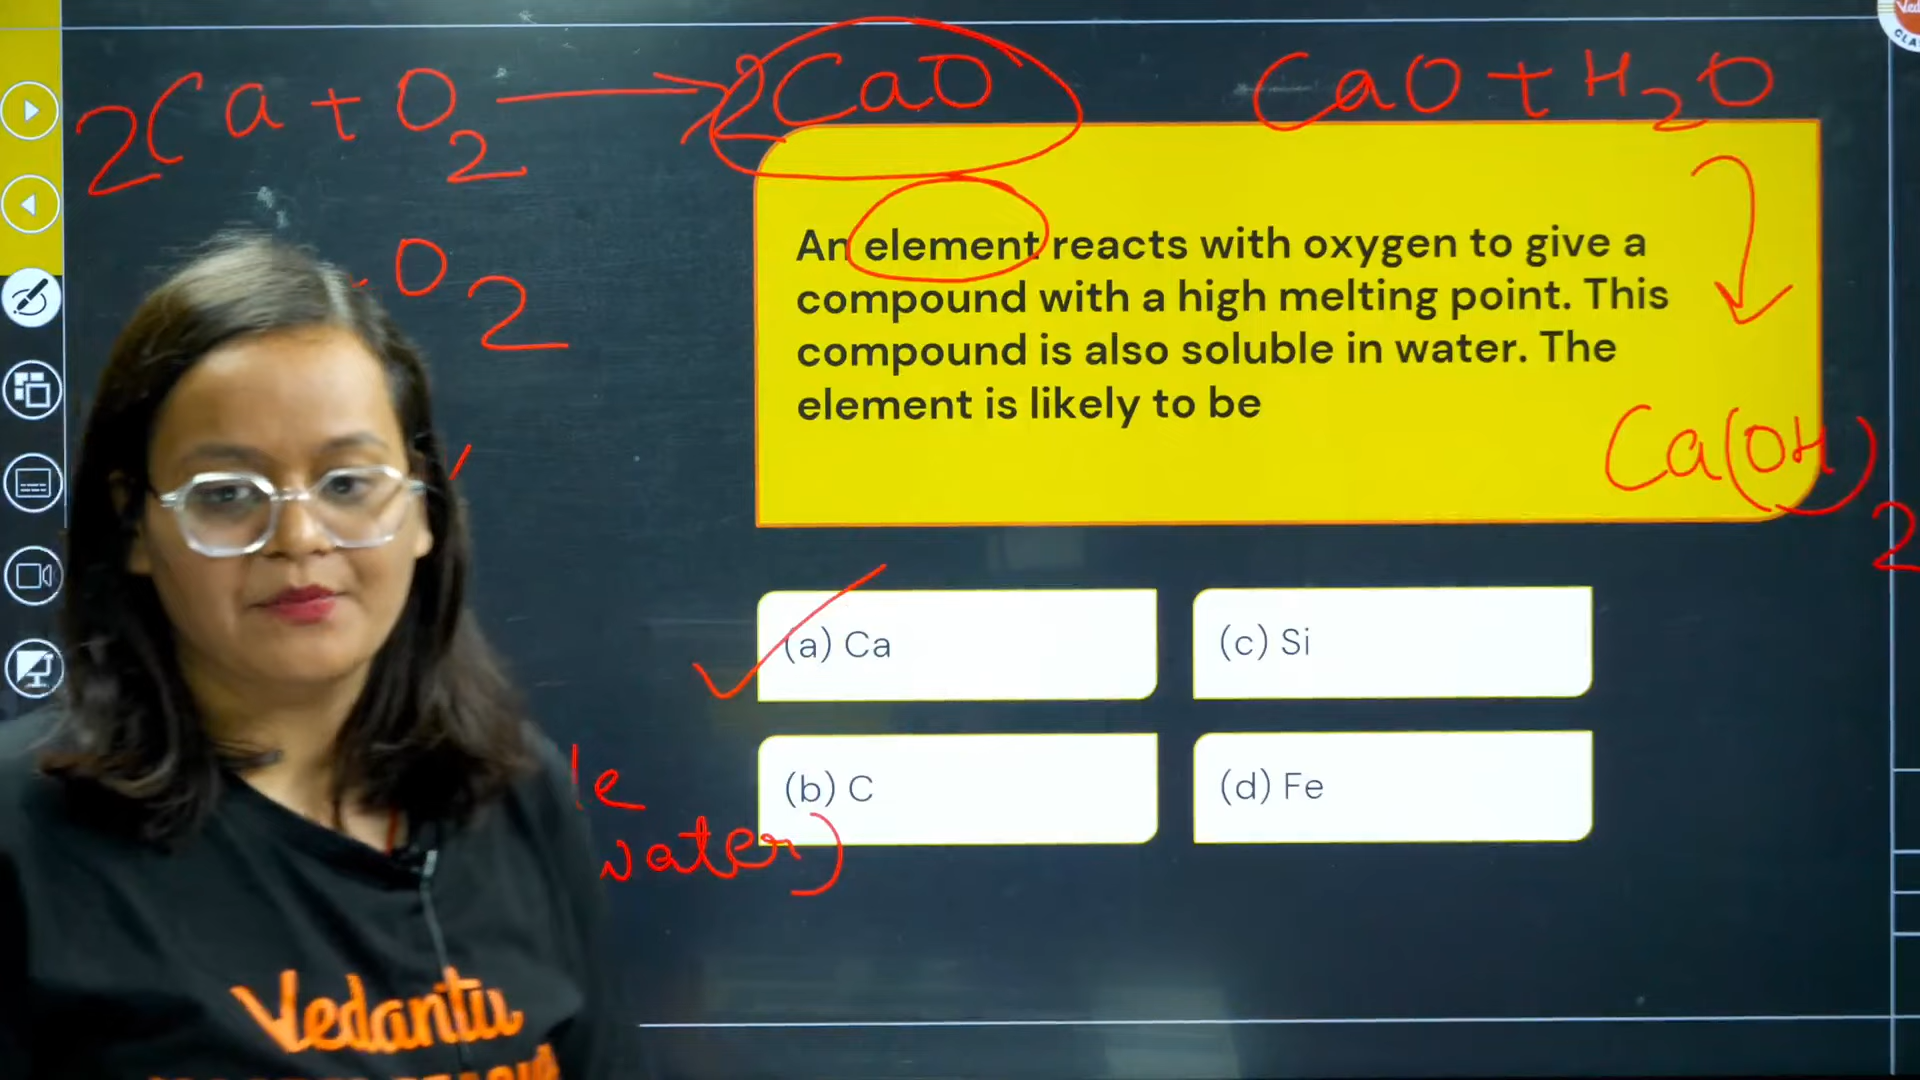 2Ca + O2 → 2CaO
CaO + H2O
↓
Ca(OH)2
O2
An element reacts with oxygen to give a
compound with a high melting point. This
compound is also soluble in water. The
element is likely to be
(a) Ca
(c) Si
(b) C
(d) Fe
water)
Vedantu